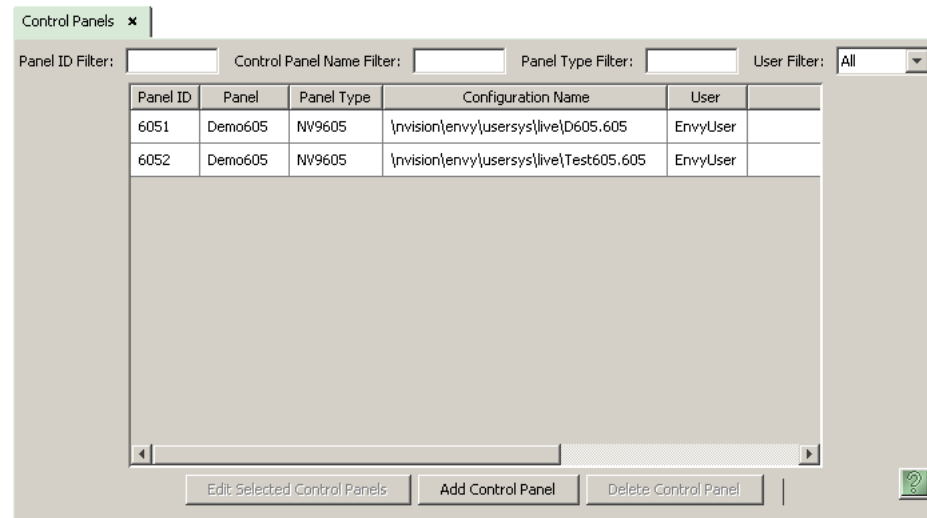 Control Panels ×
Panel ID Filter: Control Panel Name Filter: Panel Type Filter: User Filter: All
Panel ID Panel Panel Type Configuration Name User
6051 Demo605 NV9605 \nvision\envy\usersys\live\D605.605 EnvyUser
6052 Demo605 NV9605 \nvision\envy\usersys\live\Test605.605 EnvyUser
Edit Selected Control Panels Add Control Panel Delete Control Panel ?